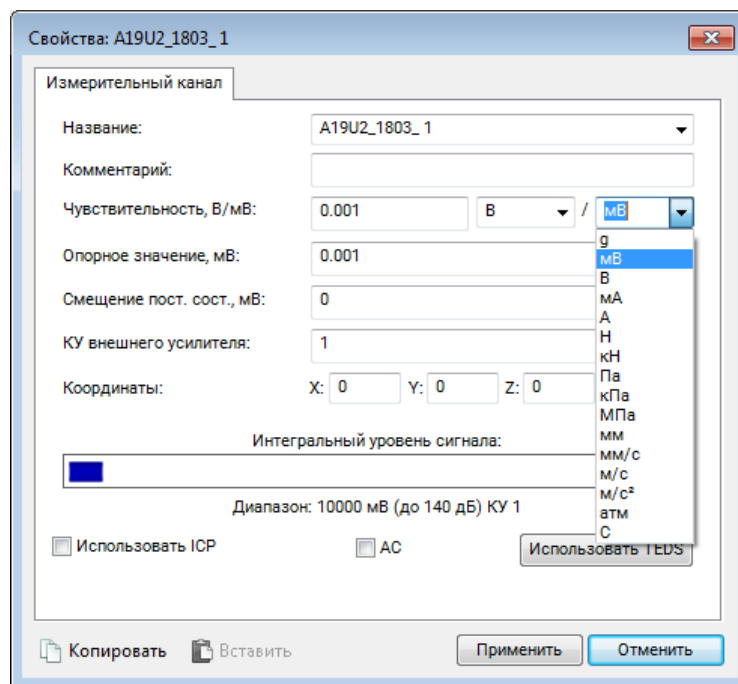 Свойства: A19U2_1803_ 1
Измерительный канал
Название: A19U2_1803_ 1
Комментарий:
Чувствительность, В/мВ: 0.001 В / мВ
g
Опорное значение, мВ: 0.001 мВ
В
Смещение пост. сост., мВ: 0 мА
А
КУ внешнего усилителя: 1 Н
кН
Координаты: X: 0 Y: 0 Z: 0 Па
кПа
МПа
Интегральный уровень сигнала: мм
мм/с
м/с
м/с²
Диапазон: 10000 мВ (до 140 дБ) КУ 1 атм
С
Использовать ICP AC Использовать TEDS
Копировать Вставить Применить Отменить